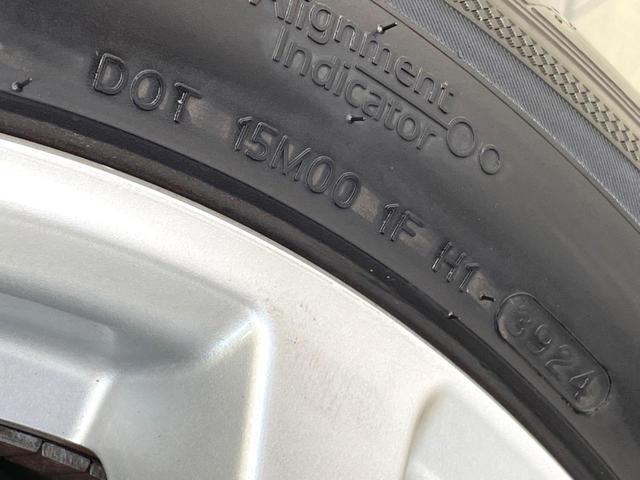 Alignment
Indicator
DOT 15M00 1F H1 3924